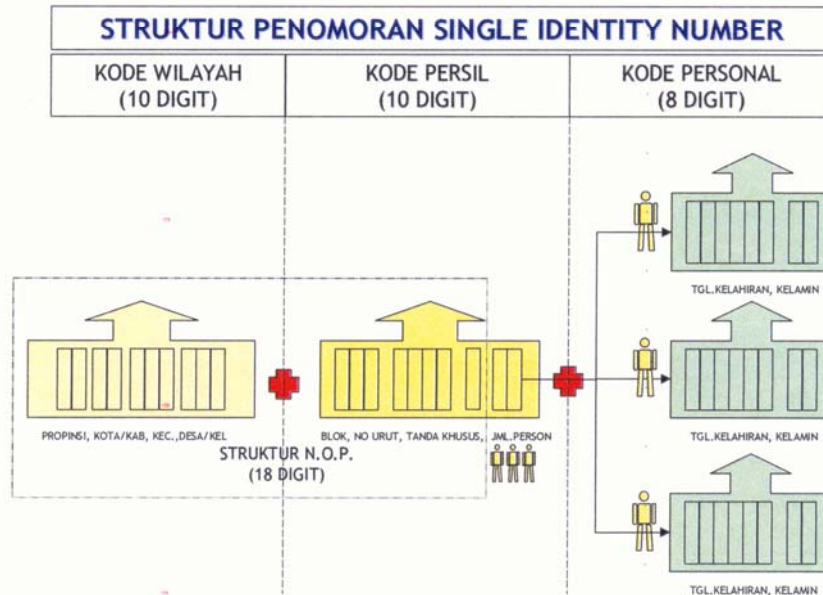 STRUKTUR PENOMORAN SINGLE IDENTITY NUMBER
KODE WILAYAH
(10 DIGIT)
KODE PERSIL
(10 DIGIT)
KODE PERSONAL
(8 DIGIT)
TGL.KELAHIRAN, KELAMIN
PROPINSI, KOTA/KAB, KEC.,DESA/KEL
BLOK, NO URUT, TANDA KHUSUS, JML.PERSON
TGL.KELAHIRAN, KELAMIN
STRUKTUR N.O.P.
(18 DIGIT)
TGL.KELAHIRAN, KELAMIN